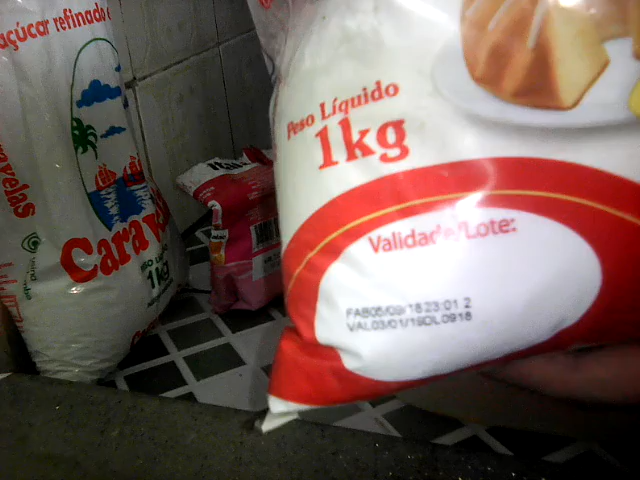 açúcar refinado
Caravelas
1kg
Peso Líquido
1kg
Validade/Lote:
FAB05/09/18 23:01 2
VAL03/01/19DL0918